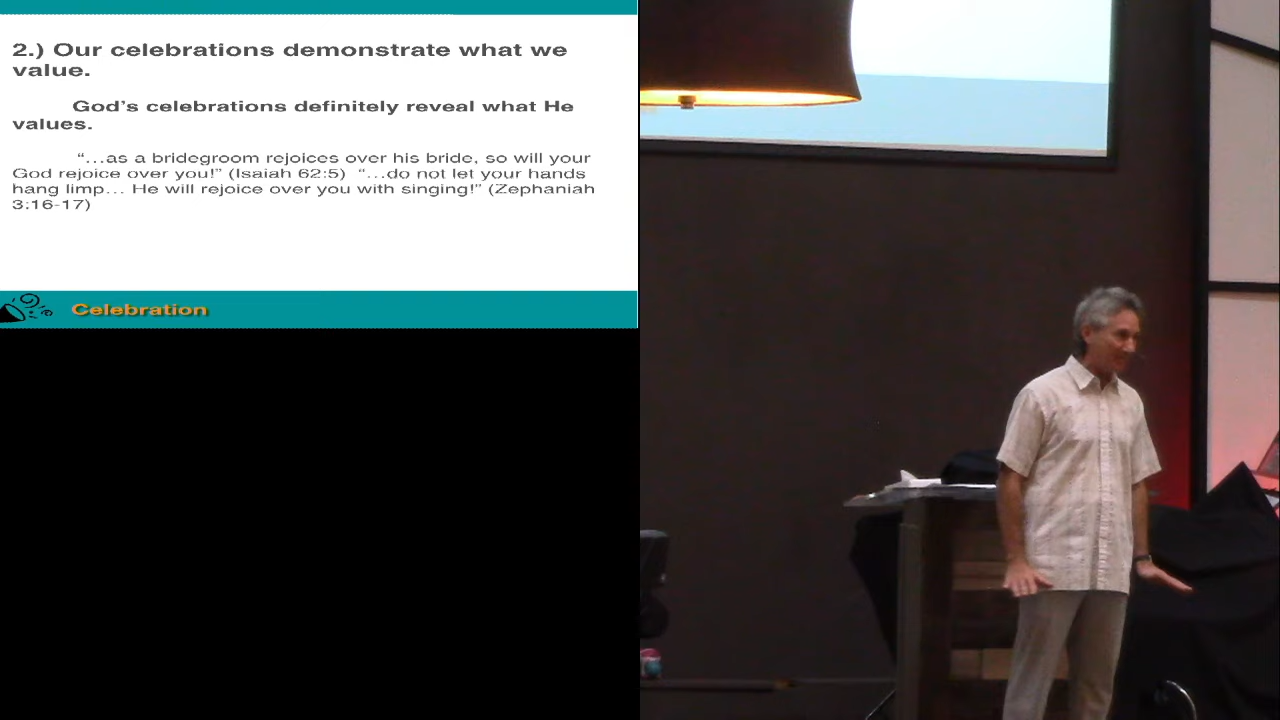 2.) Our celebrations demonstrate what we
value.
God's celebrations definitely reveal what He
values.
“…as a bridegroom rejoices over his bride, so will your
God rejoice over you!” (Isaiah 62:5)  “…do not let your hands
hang limp… He will rejoice over you with singing!” (Zephaniah
3:16-17)
Celebration